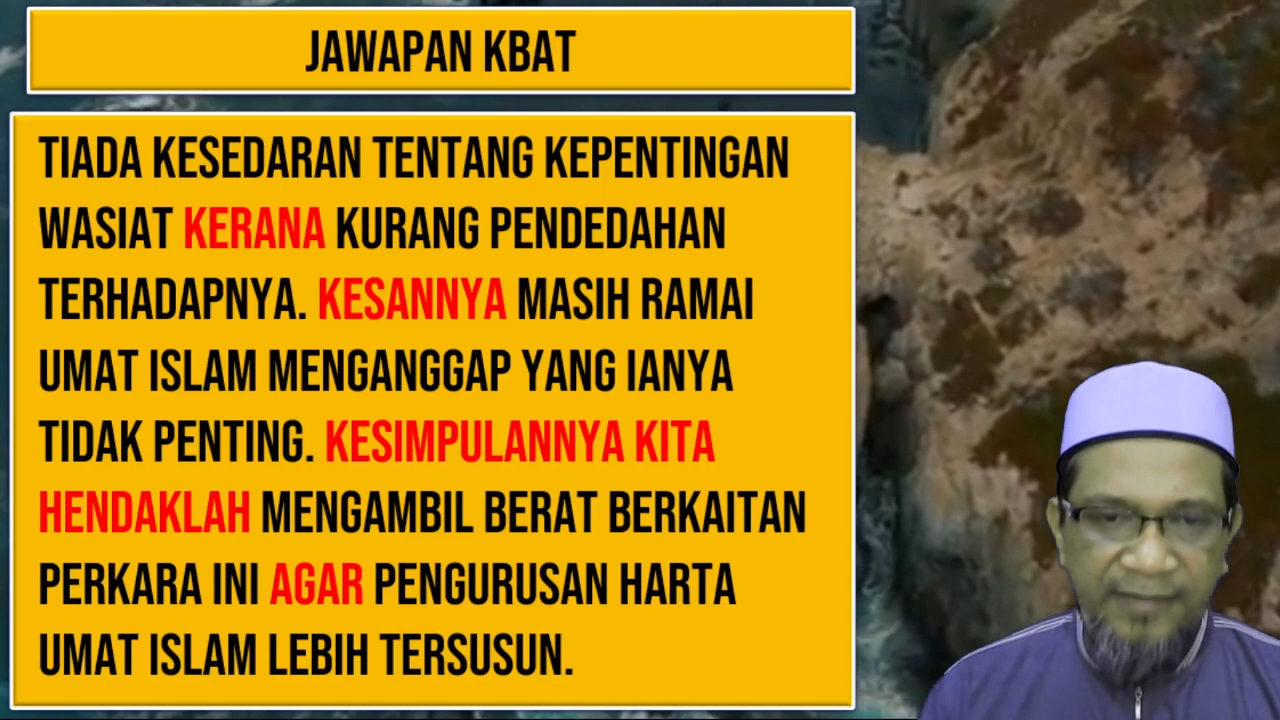 JAWAPAN KBAT
TIADA KESEDARAN TENTANG KEPENTINGAN
WASIAT KERANA KURANG PENDEDAHAN
TERHADAPNYA. KESANNYA MASIH RAMAI
UMAT ISLAM MENGANGGAP YANG IANYA
TIDAK PENTING. KESIMPULANNYA KITA
HENDAKLAH MENGAMBIL BERAT BERKAITAN
PERKARA INI AGAR PENGURUSAN HARTA
UMAT ISLAM LEBIH TERSUSUN.